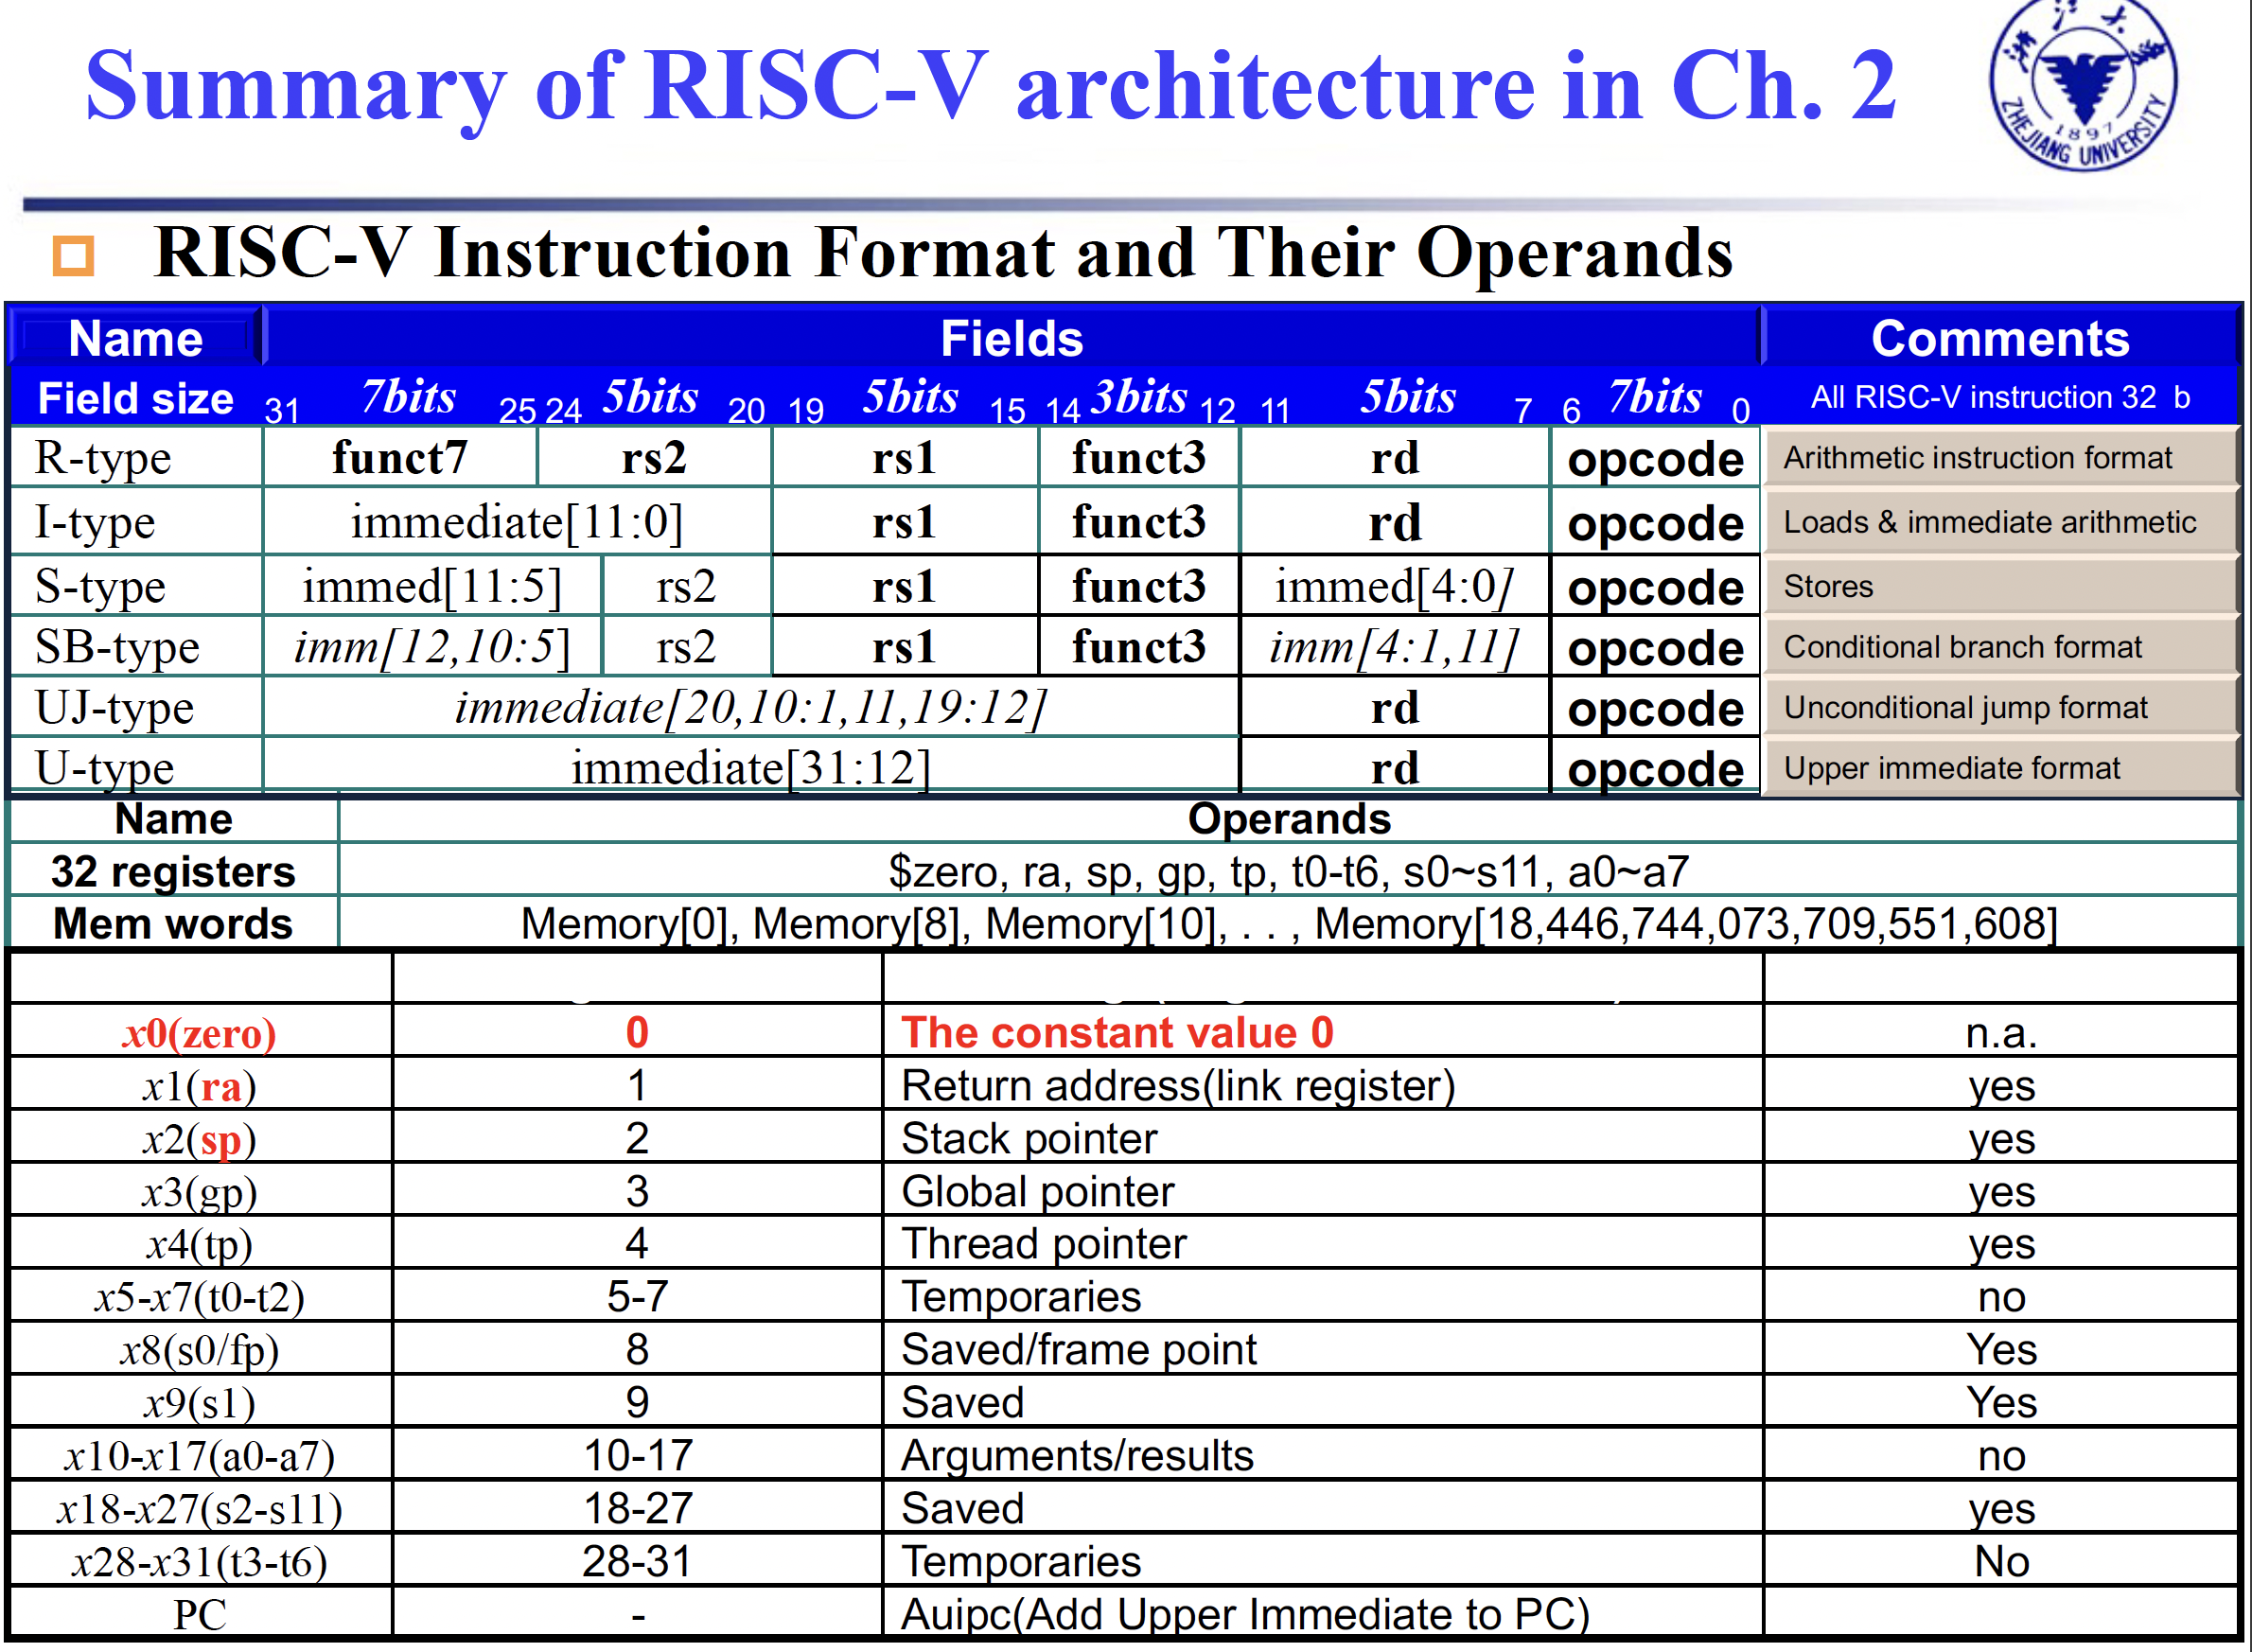 Summary of RISC-V architecture in Ch. 2
1897
ZHEJIANG UNIVERSITY
RISC-V Instruction Format and Their Operands
Name Fields Comments
Field size 31 7bits 25 24 5bits 20 19 5bits 15 14 3bits 12 11 5bits 7 6 7bits 0 All RISC-V instruction 32 b
R-type funct7 rs2 rs1 funct3 rd opcode Arithmetic instruction format
I-type immediate[11:0] rs1 funct3 rd opcode Loads & immediate arithmetic
S-type immed[11:5] rs2 rs1 funct3 immed[4:0] opcode Stores
SB-type imm[12,10:5] rs2 rs1 funct3 imm[4:1,11] opcode Conditional branch format
UJ-type immediate[20,10:1,11,19:12] rd opcode Unconditional jump format
U-type immediate[31:12] rd opcode Upper immediate format
Name Operands
32 registers $zero, ra, sp, gp, tp, t0-t6, s0~s11, a0~a7
Mem words Memory[0], Memory[8], Memory[10], . . , Memory[18,446,744,073,709,551,608]
x0(zero) 0 The constant value 0 n.a.
x1(ra) 1 Return address(link register) yes
x2(sp) 2 Stack pointer yes
x3(gp) 3 Global pointer yes
x4(tp) 4 Thread pointer yes
x5-x7(t0-t2) 5-7 Temporaries no
x8(s0/fp) 8 Saved/frame point Yes
x9(s1) 9 Saved Yes
x10-x17(a0-a7) 10-17 Arguments/results no
x18-x27(s2-s11) 18-27 Saved yes
x28-x31(t3-t6) 28-31 Temporaries No
PC - Auipc(Add Upper Immediate to PC)